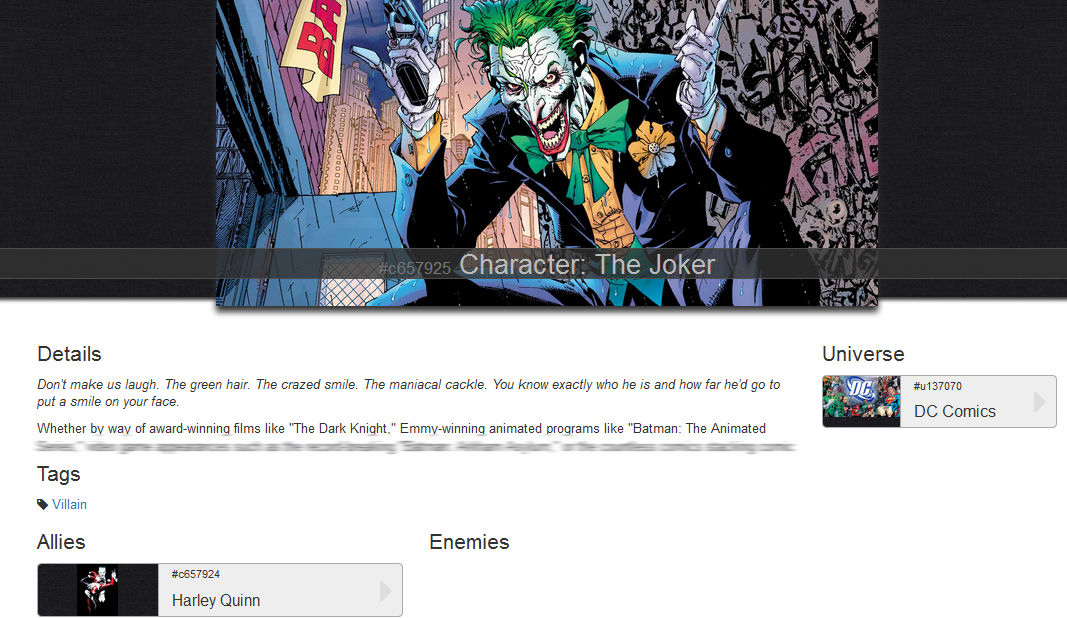 BA
#c657925 Character: The Joker
Details
Don't make us laugh. The green hair. The crazed smile. The maniacal cackle. You know exactly who he is and how far he'd go to
put a smile on your face.
Whether by way of award-winning films like "The Dark Knight," Emmy-winning animated programs like "Batman: The Animated
Tags
Villain
Allies
#c657924
Harley Quinn
Enemies
Universe
DC
#u137070
DC Comics